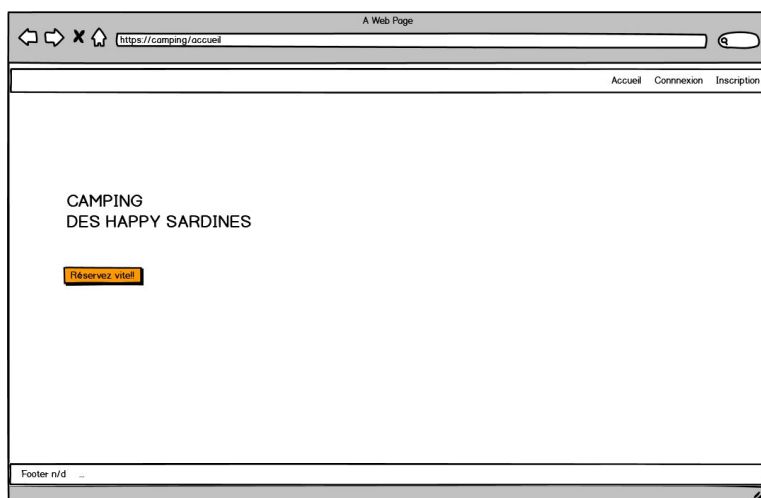 A Web Page
https://camping/accueil
Accueil Connnexion Inscription
CAMPING
DES HAPPY SARDINES
Réservez vite!!
Footer n/d ...